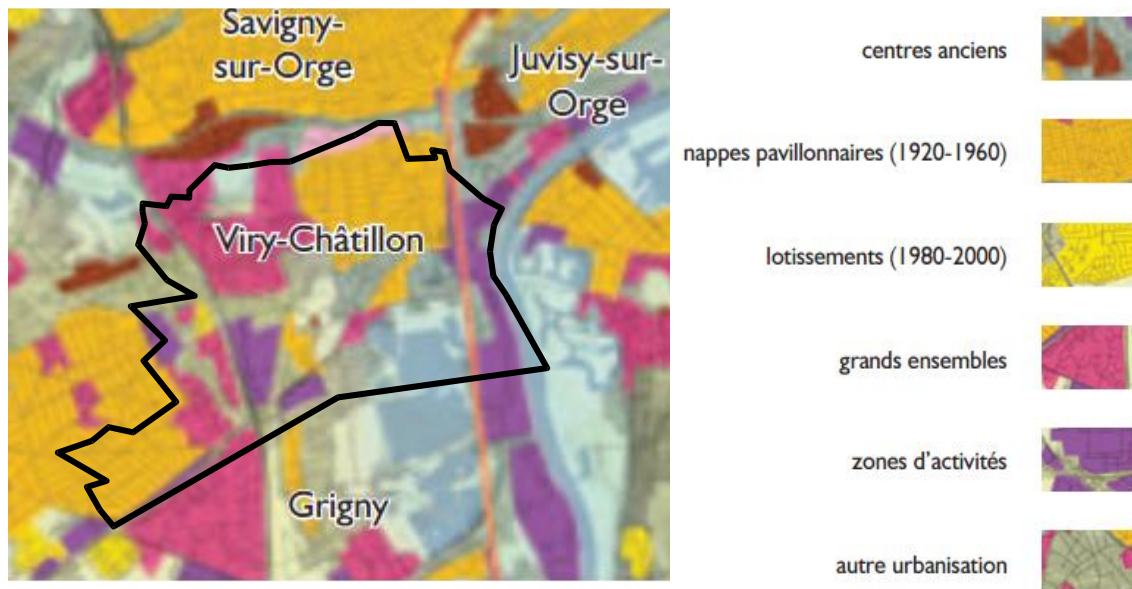 Savigny-
sur-Orge
Juvisy-sur-
Orge
Viry-Châtillon
Grigny
centres anciens
nappes pavillonnaires (1920-1960)
lotissements (1980-2000)
grands ensembles
zones d'activités
autre urbanisation